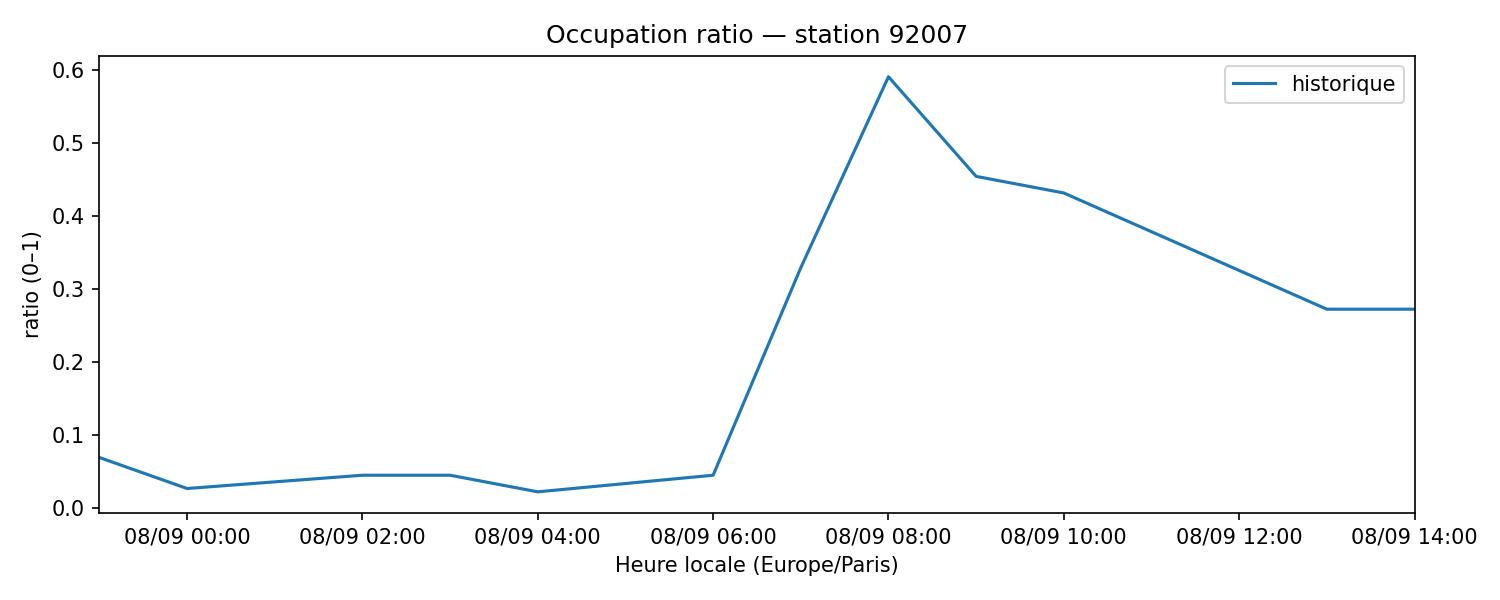 Occupation ratio — station 92007
historique
ratio (0–1)
0.6
0.5
0.4
0.3
0.2
0.1
0.0
08/09 00:00 08/09 02:00 08/09 04:00 08/09 06:00 08/09 08:00 08/09 10:00 08/09 12:00 08/09 14:00
Heure locale (Europe/Paris)